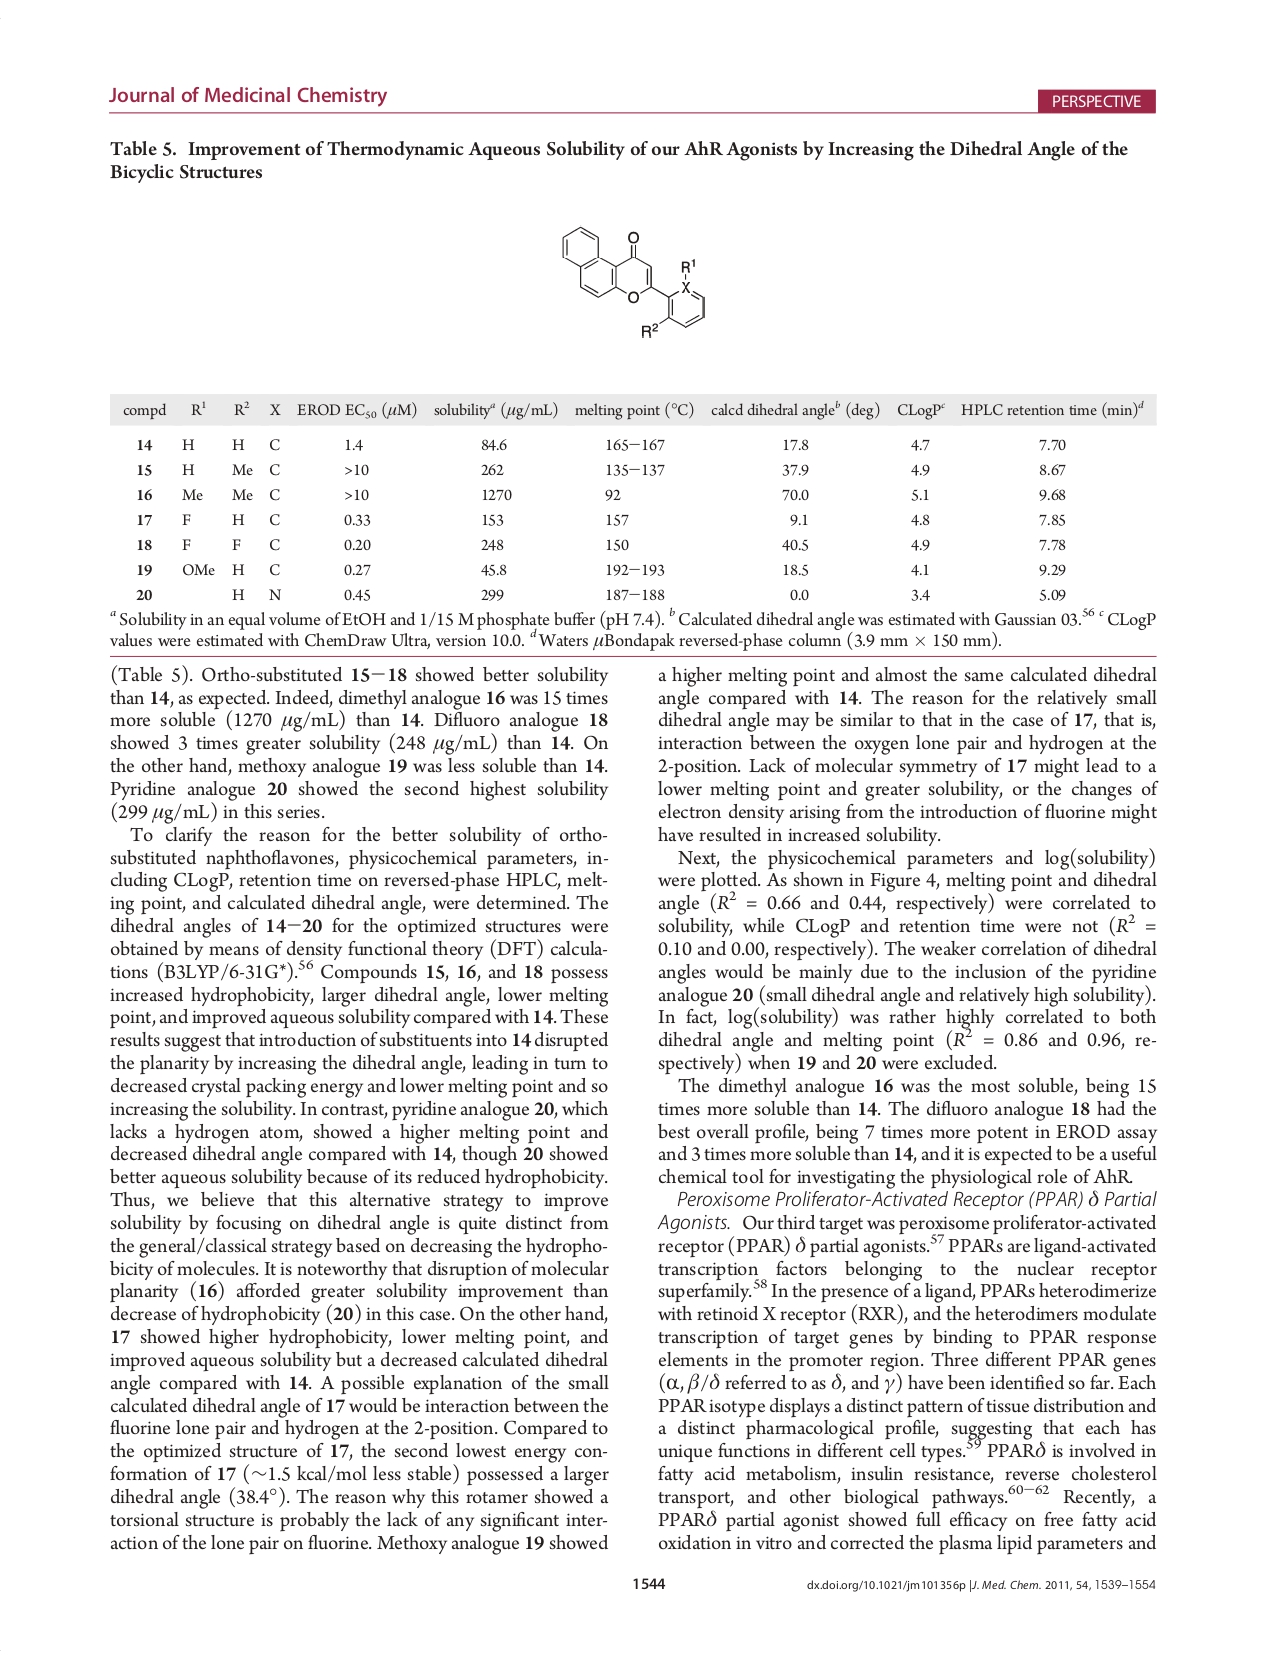 Journal of Medicinal Chemistry
PERSPECTIVE
Table 5. Improvement of Thermodynamic Aqueous Solubility of our AhR Agonists by Increasing the Dihedral Angle of the
Bicyclic Structures
O
R¹
X
O
R²
compd R¹ R² X EROD EC₅₀ (μM) solubilityᵃ (μg/mL) melting point (°C) calcd dihedral angleᵇ (deg) CLogPᶜ HPLC retention time (min)ᵈ
14 H H C 1.4 84.6 165−167 17.8 4.7 7.70
15 H Me C >10 262 135−137 37.9 4.9 8.67
16 Me Me C >10 1270 92 70.0 5.1 9.68
17 F H C 0.33 153 157 9.1 4.8 7.85
18 F F C 0.20 248 150 40.5 4.9 7.78
19 OMe H C 0.27 45.8 192−193 18.5 4.1 9.29
20 H N 0.45 299 187−188 0.0 3.4 5.09
ᵃ Solubility in an equal volume of EtOH and 1/15 M phosphate buffer (pH 7.4). ᵇ Calculated dihedral angle was estimated with Gaussian 03.⁵⁶ ᶜ CLogP
values were estimated with ChemDraw Ultra, version 10.0. ᵈ Waters μBondapak reversed-phase column (3.9 mm × 150 mm).
(Table 5). Ortho-substituted 15−18 showed better solubility
than 14, as expected. Indeed, dimethyl analogue 16 was 15 times
more soluble (1270 μg/mL) than 14. Difluoro analogue 18
showed 3 times greater solubility (248 μg/mL) than 14. On
the other hand, methoxy analogue 19 was less soluble than 14.
Pyridine analogue 20 showed the second highest solubility
(299 μg/mL) in this series.
To clarify the reason for the better solubility of ortho-
substituted naphthoflavones, physicochemical parameters, in-
cluding CLogP, retention time on reversed-phase HPLC, melt-
ing point, and calculated dihedral angle, were determined. The
dihedral angles of 14−20 for the optimized structures were
obtained by means of density functional theory (DFT) calcula-
tions (B3LYP/6-31G*).⁵⁶ Compounds 15, 16, and 18 possess
increased hydrophobicity, larger dihedral angle, lower melting
point, and improved aqueous solubility compared with 14. These
results suggest that introduction of substituents into 14 disrupted
the planarity by increasing the dihedral angle, leading in turn to
decreased crystal packing energy and lower melting point and so
increasing the solubility. In contrast, pyridine analogue 20, which
lacks a hydrogen atom, showed a higher melting point and
decreased dihedral angle compared with 14, though 20 showed
better aqueous solubility because of its reduced hydrophobicity.
Thus, we believe that this alternative strategy to improve
solubility by focusing on dihedral angle is quite distinct from
the general/classical strategy based on decreasing the hydropho-
bicity of molecules. It is noteworthy that disruption of molecular
planarity (16) afforded greater solubility improvement than
decrease of hydrophobicity (20) in this case. On the other hand,
17 showed higher hydrophobicity, lower melting point, and
improved aqueous solubility but a decreased calculated dihedral
angle compared with 14. A possible explanation of the small
calculated dihedral angle of 17 would be interaction between the
fluorine lone pair and hydrogen at the 2-position. Compared to
the optimized structure of 17, the second lowest energy con-
formation of 17 (∼1.5 kcal/mol less stable) possessed a larger
dihedral angle (38.4°). The reason why this rotamer showed a
torsional structure is probably the lack of any significant inter-
action of the lone pair on fluorine. Methoxy analogue 19 showed
a higher melting point and almost the same calculated dihedral
angle compared with 14. The reason for the relatively small
dihedral angle may be similar to that in the case of 17, that is,
interaction between the oxygen lone pair and hydrogen at the
2-position. Lack of molecular symmetry of 17 might lead to a
lower melting point and greater solubility, or the changes of
electron density arising from the introduction of fluorine might
have resulted in increased solubility.
Next, the physicochemical parameters and log(solubility)
were plotted. As shown in Figure 4, melting point and dihedral
angle (R² = 0.66 and 0.44, respectively) were correlated to
solubility, while CLogP and retention time were not (R² =
0.10 and 0.00, respectively). The weaker correlation of dihedral
angles would be mainly due to the inclusion of the pyridine
analogue 20 (small dihedral angle and relatively high solubility).
In fact, log(solubility) was rather highly correlated to both
dihedral angle and melting point (R² = 0.86 and 0.96, re-
spectively) when 19 and 20 were excluded.
The dimethyl analogue 16 was the most soluble, being 15
times more soluble than 14. The difluoro analogue 18 had the
best overall profile, being 7 times more potent in EROD assay
and 3 times more soluble than 14, and it is expected to be a useful
chemical tool for investigating the physiological role of AhR.
Peroxisome Proliferator-Activated Receptor (PPAR) δ Partial
Agonists. Our third target was peroxisome proliferator-activated
receptor (PPAR) δ partial agonists.⁵⁷ PPARs are ligand-activated
transcription factors belonging to the nuclear receptor
superfamily.⁵⁸ In the presence of a ligand, PPARs heterodimerize
with retinoid X receptor (RXR), and the heterodimers modulate
transcription of target genes by binding to PPAR response
elements in the promoter region. Three different PPAR genes
(α, β/δ referred to as δ, and γ) have been identified so far. Each
PPAR isotype displays a distinct pattern of tissue distribution and
a distinct pharmacological profile, suggesting that each has
unique functions in different cell types.⁵⁹ PPARδ is involved in
fatty acid metabolism, insulin resistance, reverse cholesterol
transport, and other biological pathways.⁶⁰⁻⁶² Recently, a
PPARδ partial agonist showed full efficacy on free fatty acid
oxidation in vitro and corrected the plasma lipid parameters and
1544
dx.doi.org/10.1021/jm101356p |J. Med. Chem. 2011, 54, 1539–1554